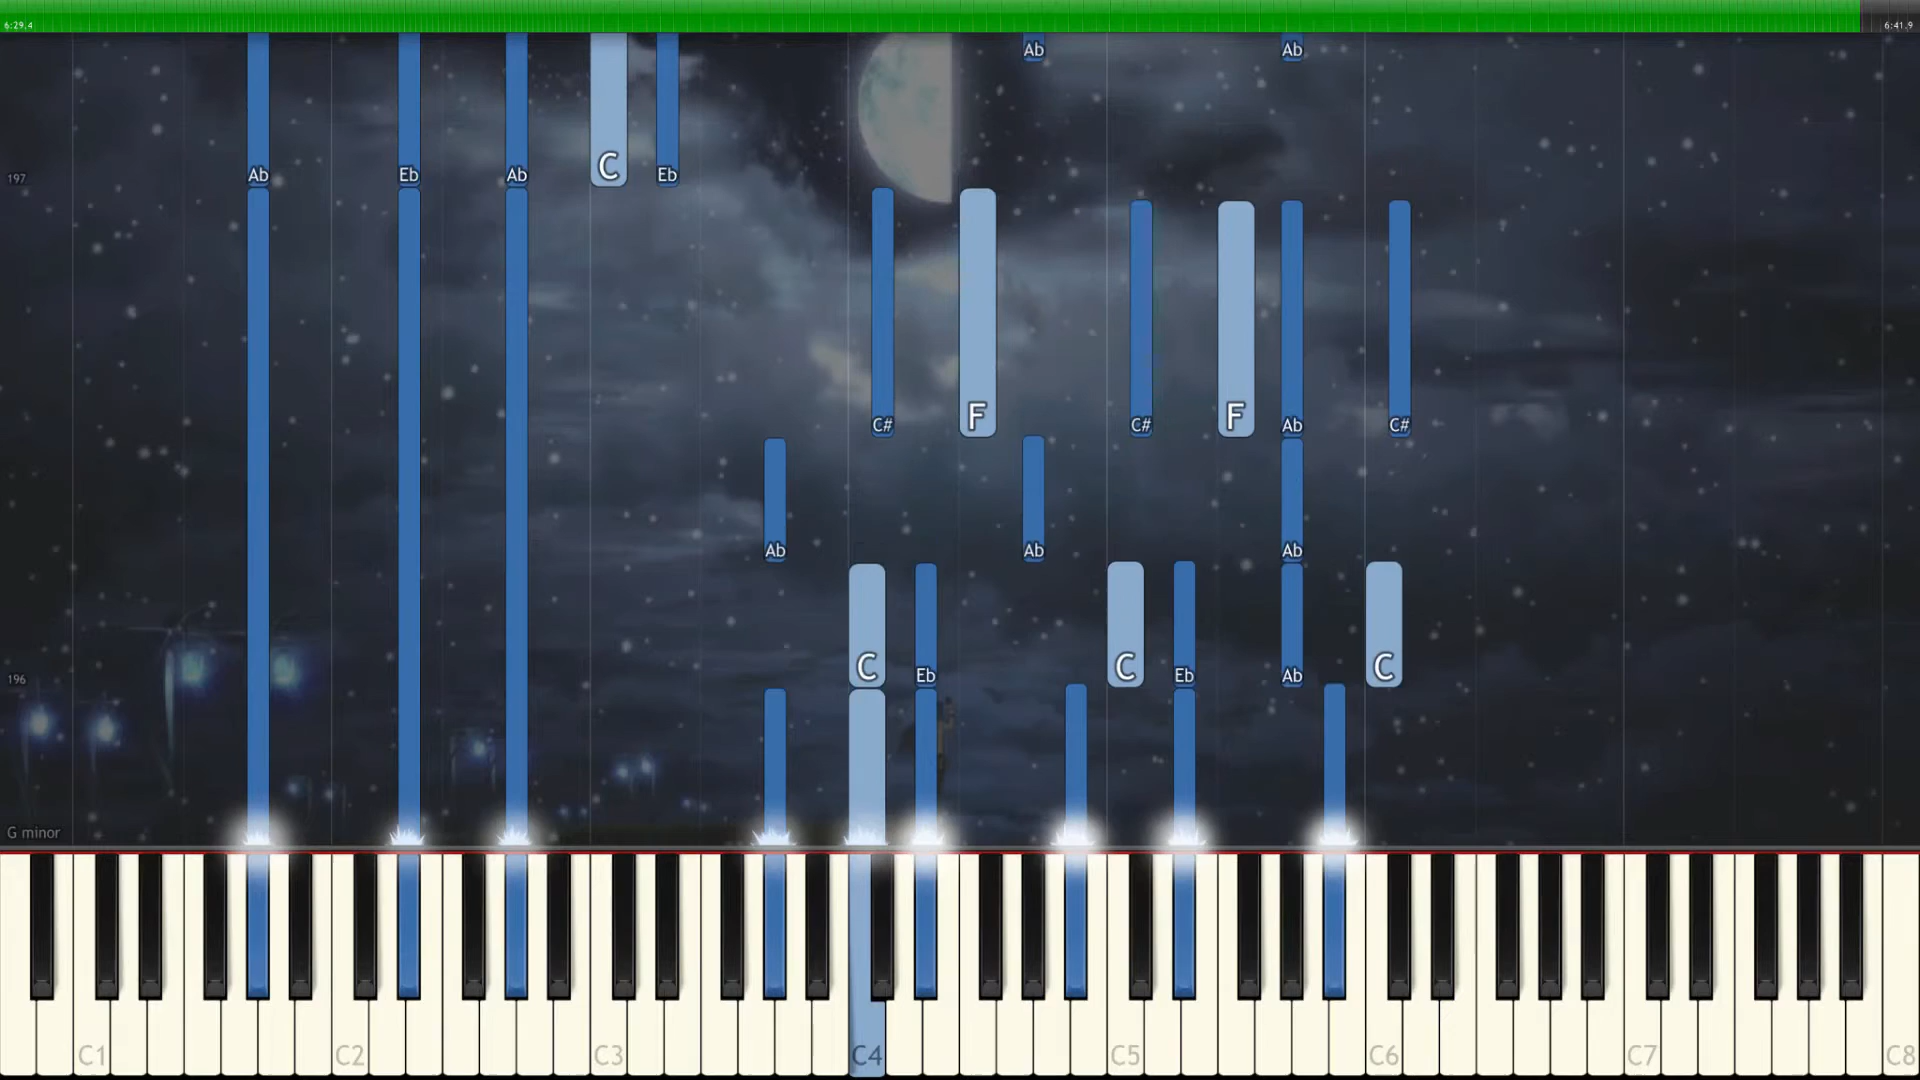 6:29,4 6:41,9
Ab Ab
197 Ab Eb Ab C Eb
C# F C# F Ab C#
Ab Ab Ab
196 C Eb C Eb Ab C
G minor
C1 C2 C3 C4 C5 C6 C7 C8